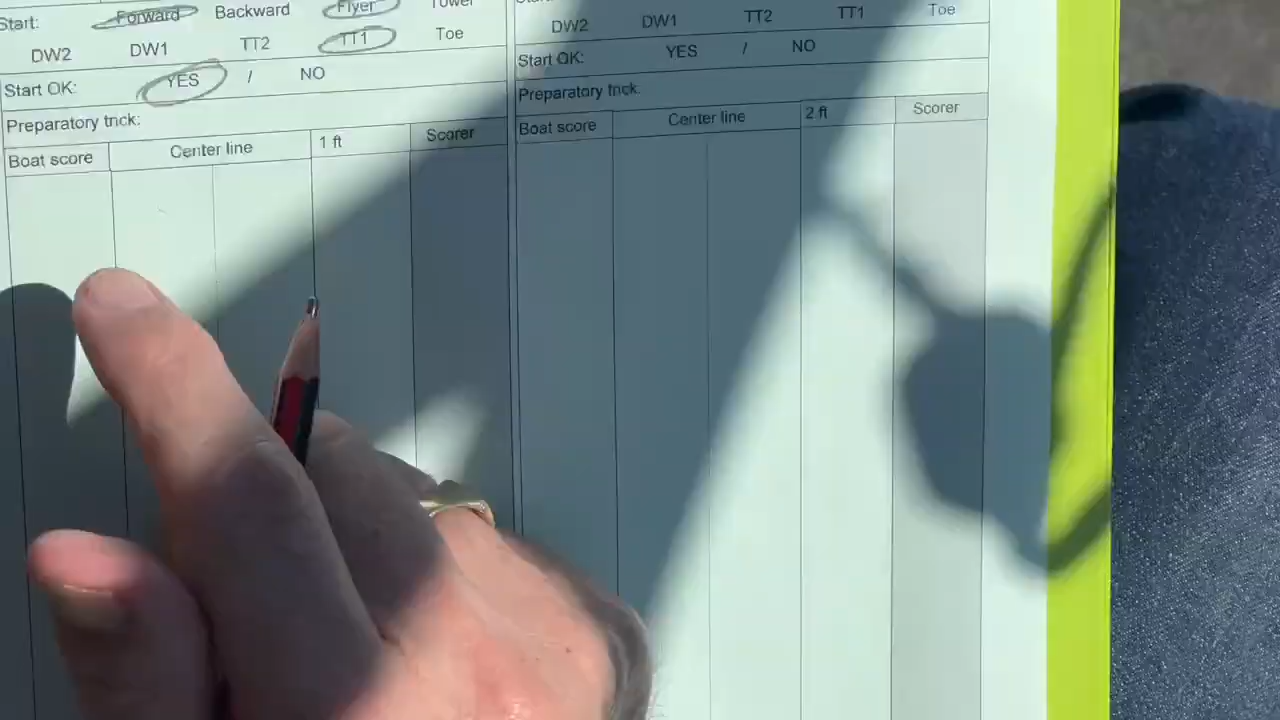 Start: Forward Backward Flyer Tower
DW2 DW1 TT2 TT1 Toe
Start OK: YES / NO
Preparatory trick:
Boat score Center line 1 ft Scorer
DW2 DW1 TT2 TT1 Toe
Start OK: YES / NO
Preparatory trick:
Boat score Center line 2 ft Scorer